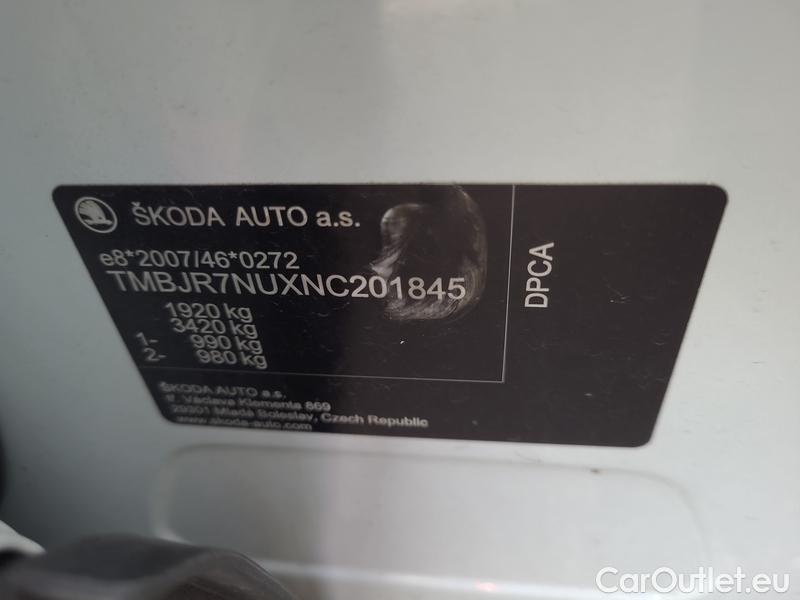 ŠKODA AUTO a.s.
e8*2007/46*0272
TMBJR7NUXNC201845
1920 kg
3420 kg
1- 990 kg
2- 980 kg
DPCA
ŠKODA AUTO a.s.
tř. Václava Klementa 869
29301 Mladá Boleslav, Czech Republic
www.skoda-auto.com
CarOutlet.eu